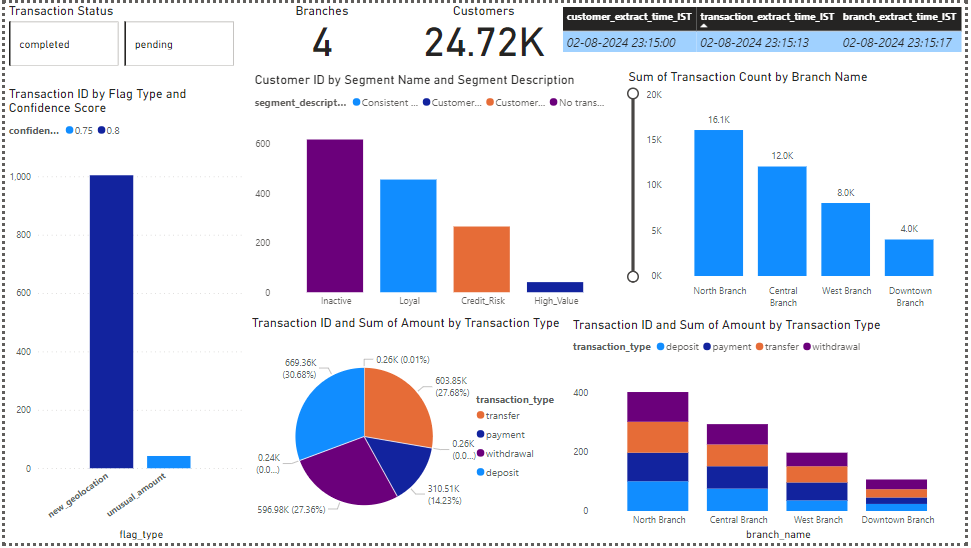 Transaction Status
completed
pending
Branches
4
Customers
24.72K
customer_extract_time_IST transaction_extract_time_IST branch_extract_time_IST
02-08-2024 23:15:00 02-08-2024 23:15:13 02-08-2024 23:15:17
Transaction ID by Flag Type and
Confidence Score
confiden... 0.75 0.8
1,000
800
600
400
200
0
new_geolocation
unusual_amount
flag_type
Customer ID by Segment Name and Segment Description
segment_descript... Consistent ... Customer... Customer... No trans...
600
400
200
0
Inactive Loyal Credit_Risk High_Value
Sum of Transaction Count by Branch Name
20K
15K
10K
5K
0K
16.1K
12.0K
8.0K
4.0K
North Branch
Central
Branch
West Branch
Downtown
Branch
Transaction ID and Sum of Amount by Transaction Type
669.36K
(30.68%)
0.26K (0.01%)
603.85K
(27.68%)
0.26K
(0.0...)
310.51K
(14.23%)
596.98K (27.36%)
0.24K
(0.0...)
transaction_type
transfer
payment
withdrawal
deposit
Transaction ID and Sum of Amount by Transaction Type
transaction_type deposit payment transfer withdrawal
400
200
0
North Branch Central Branch West Branch Downtown Branch
branch_name